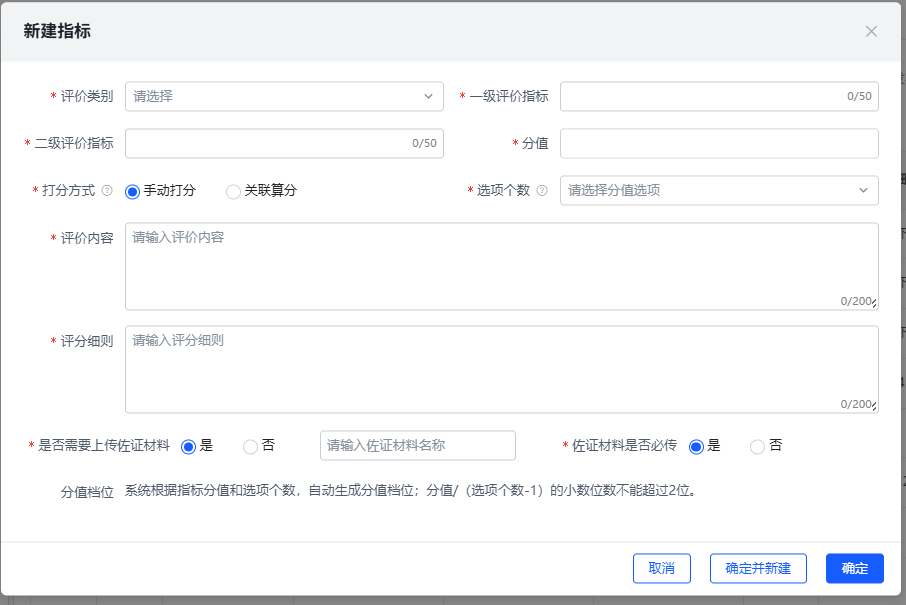 新建指标
* 评价类别 请选择 * 一级评价指标 0/50
* 二级评价指标 0/50 * 分值
* 打分方式 ? 手动打分 关联算分 * 选项个数 ? 请选择分值选项
* 评价内容 请输入评价内容
0/200
* 评分细则 请输入评分细则
0/200
* 是否需要上传佐证材料 是 否 请输入佐证材料名称 * 佐证材料是否必传 是 否
分值档位 系统根据指标分值和选项个数，自动生成分值档位；分值/（选项个数-1）的小数位数不能超过2位。
取消 确定并新建 确定